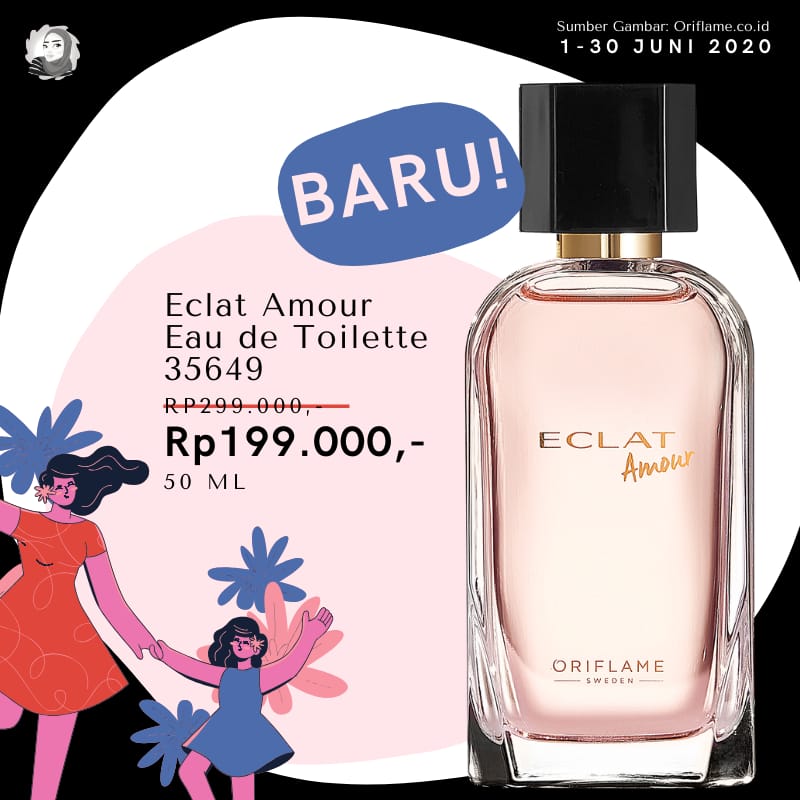 Sumber Gambar: Oriflame.co.id
1-30 JUNI 2020
BARU!
Eclat Amour
Eau de Toilette
35649
RP299.000,-
Rp199.000,-
50 ML
ECLAT
Amour
ORIFLAME
SWEDEN